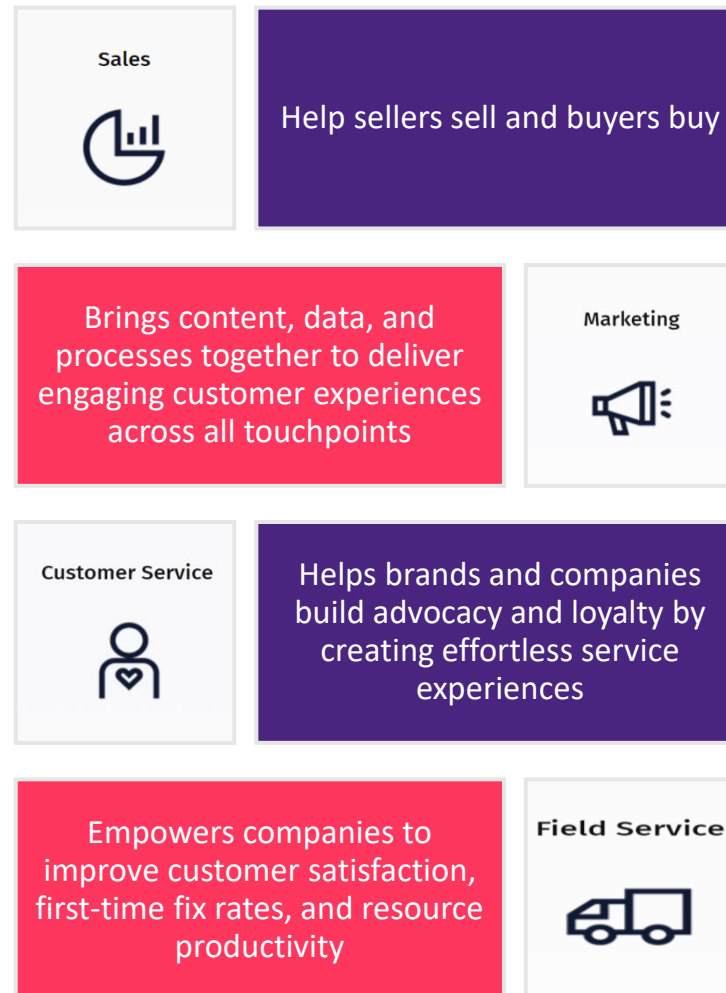 Sales
Help sellers sell and buyers buy
Brings content, data, and
processes together to deliver
engaging customer experiences
across all touchpoints
Marketing
Customer Service
Helps brands and companies
build advocacy and loyalty by
creating effortless service
experiences
Empowers companies to
improve customer satisfaction,
first-time fix rates, and resource
productivity
Field Service